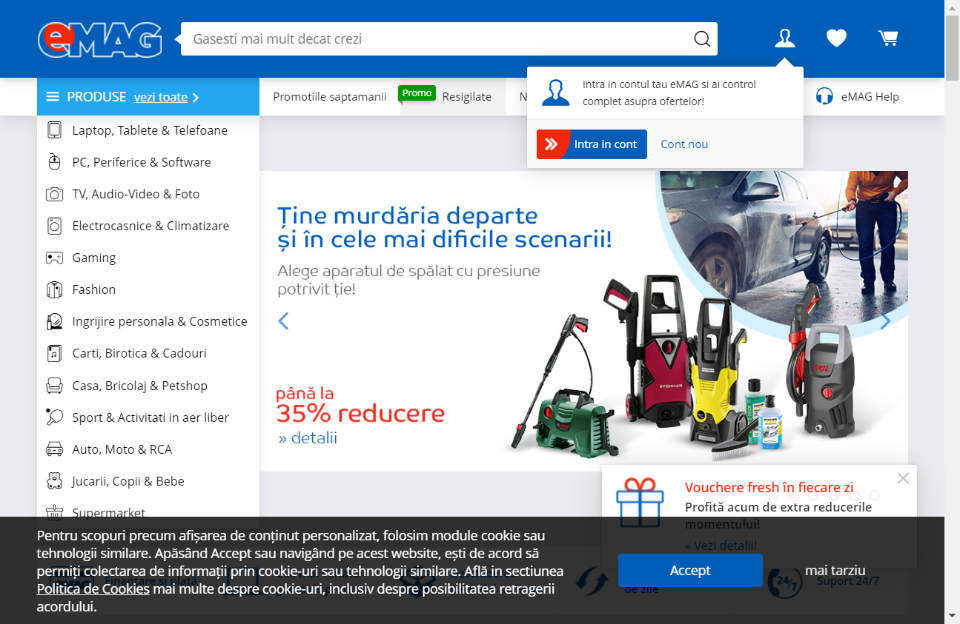 eMAG
Gasesti mai mult decat crezi
PRODUSE vezi toate
Promotiile saptamanii
Promo
Resigilate
N
eMAG Help
Intra in contul tau eMAG si ai control
complet asupra ofertelor!
Intra in cont
Cont nou
Laptop, Tablete & Telefoane
PC, Periferice & Software
TV, Audio-Video & Foto
Electrocasnice & Climatizare
Gaming
Fashion
Ingrijire personala & Cosmetice
Carti, Birotica & Cadouri
Casa, Bricolaj & Petshop
Sport & Activitati in aer liber
Auto, Moto & RCA
Jucarii, Copii & Bebe
Supermarket
Ține murdăria departe
și în cele mai dificile scenarii!
Alege aparatul de spălat cu presiune
potrivit ție!
până la
35% reducere
» detalii
Vouchere fresh în fiecare zi
Profită acum de extra reducerile
momentului!
» Vezi detalii!
Pentru scopuri precum afișarea de conținut personalizat, folosim module cookie sau
tehnologii similare. Apăsând Accept sau navigând pe acest website, ești de acord să
permiți colectarea de informații prin cookie-uri sau tehnologii similare. Află in sectiunea
Politica de Cookies mai multe despre cookie-uri, inclusiv despre posibilitatea retragerii
acordului.
Accept
mai tarziu
de zile
24/7
Suport 24/7